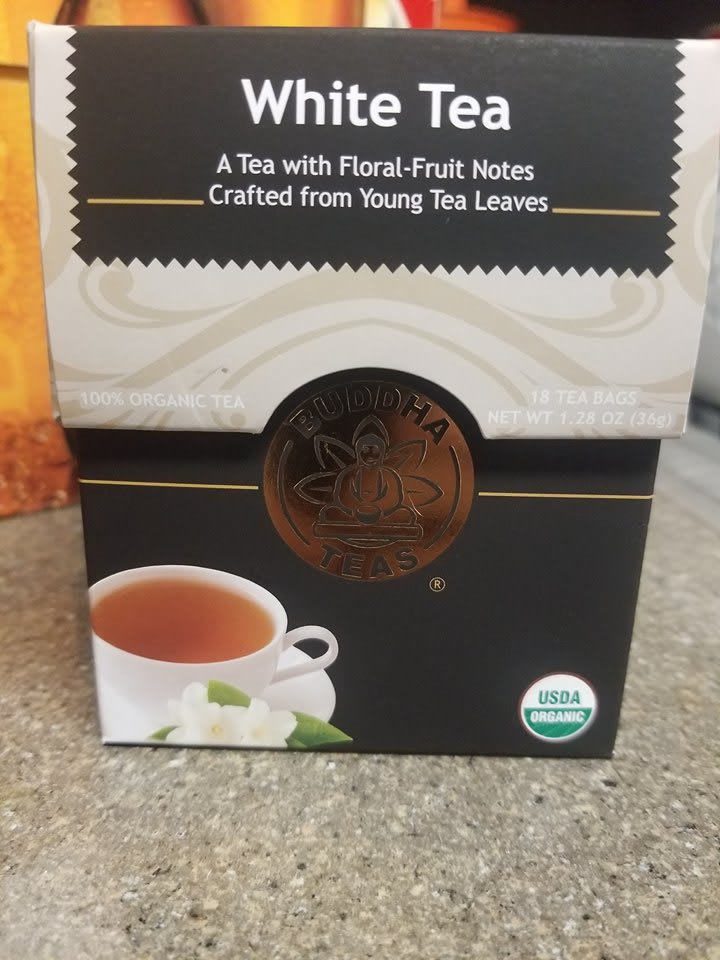 White Tea
A Tea with Floral-Fruit Notes
Crafted from Young Tea Leaves
100% ORGANIC TEA
18 TEA BAGS
NET WT 1.28 OZ (36g)
BUDDHA
TEAS
®
USDA
ORGANIC